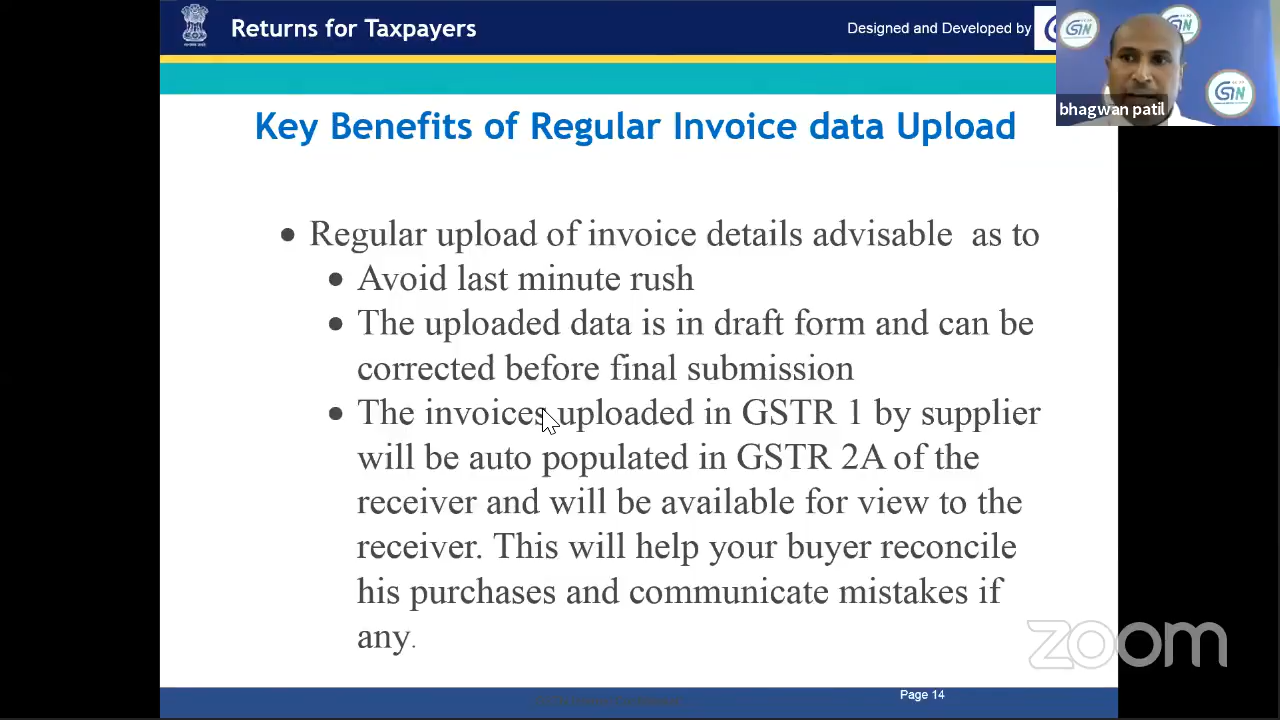 Returns for Taxpayers
Designed and Developed by
bhagwan patil
Key Benefits of Regular Invoice data Upload
• Regular upload of invoice details advisable as to
• Avoid last minute rush
• The uploaded data is in draft form and can be
corrected before final submission
• The invoices uploaded in GSTR 1 by supplier
will be auto populated in GSTR 2A of the
receiver and will be available for view to the
receiver. This will help your buyer reconcile
his purchases and communicate mistakes if
any.
zoom
Page 14